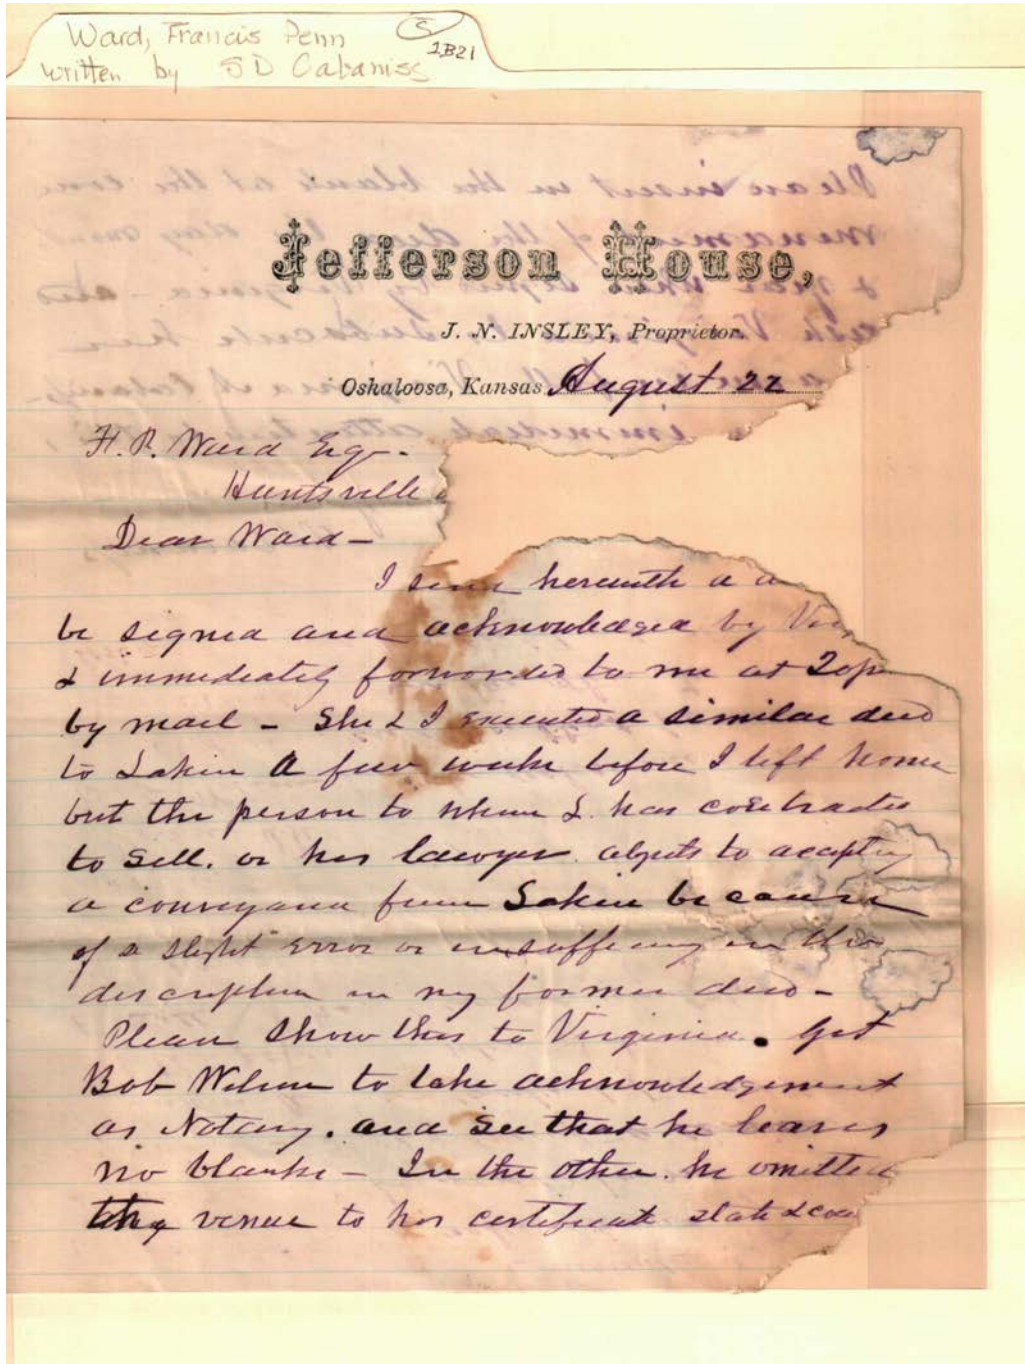 Ward, Francis Penn
S
1B21
written by S D Cabaniss
Jefferson House,
J. N. INSLEY, Proprietor.
Oskaloosa, Kansas August 22
F. P. Ward Esq.
Huntsville
Dear Ward —
I send herewith a
be signed and acknowledged by
& immediately forwarded to me at Top
by mail — She & I executed a similar deed
to Lakin a few weeks before I left home
but the person to whom L. has contracted
to sell. or his lawyer objects to accepting
a conveyance from Lakin because
of a slight error or insufficiency in the
description in my former deed —
Please show this to Virginia. get
Bob Wilson to take acknowledgement
as Notary. and see that he leaves
no blanks — In the other. he omitted
the venue to his certificate state &